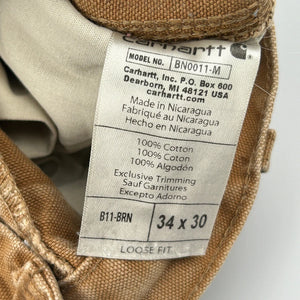 carhartt
MODEL NO. BN0011-M
Carhartt, Inc. P.O. Box 600
Dearborn, MI 48121 USA
www.carhartt.com
Made in Nicaragua
Fabriqué au Nicaragua
Hecho en Nicaragua
100% Cotton
100% Coton
100% Algodón
Exclusive Trimming
Sauf Garnitures
Excepto Adorno
B11-BRN
34 x 30
LOOSE FIT